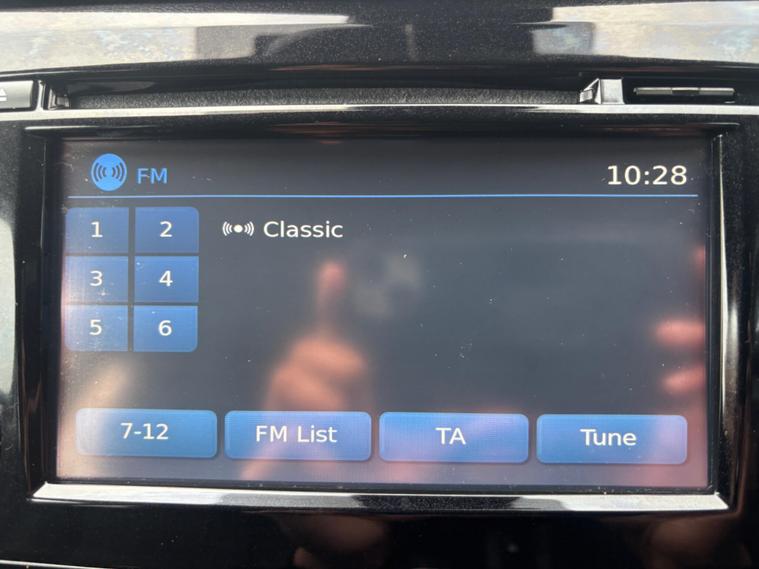 FM 10:28
1 2 Classic
3 4
5 6
7-12 FM List TA Tune